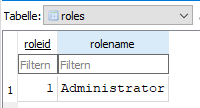 Tabelle: roles
roleid rolename
Filtern Filtern
1 1 Administrator